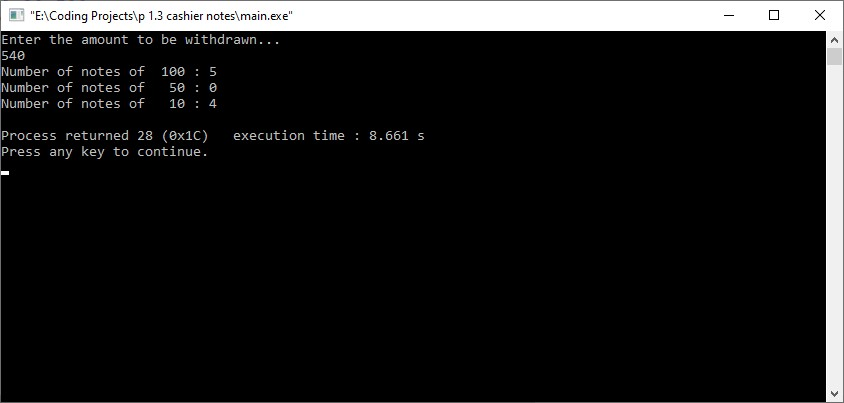 "E:\Coding Projects\p 1.3 cashier notes\main.exe"
Enter the amount to be withdrawn...
540
Number of notes of  100 : 5
Number of notes of   50 : 0
Number of notes of   10 : 4
Process returned 28 (0x1C)   execution time : 8.661 s
Press any key to continue.